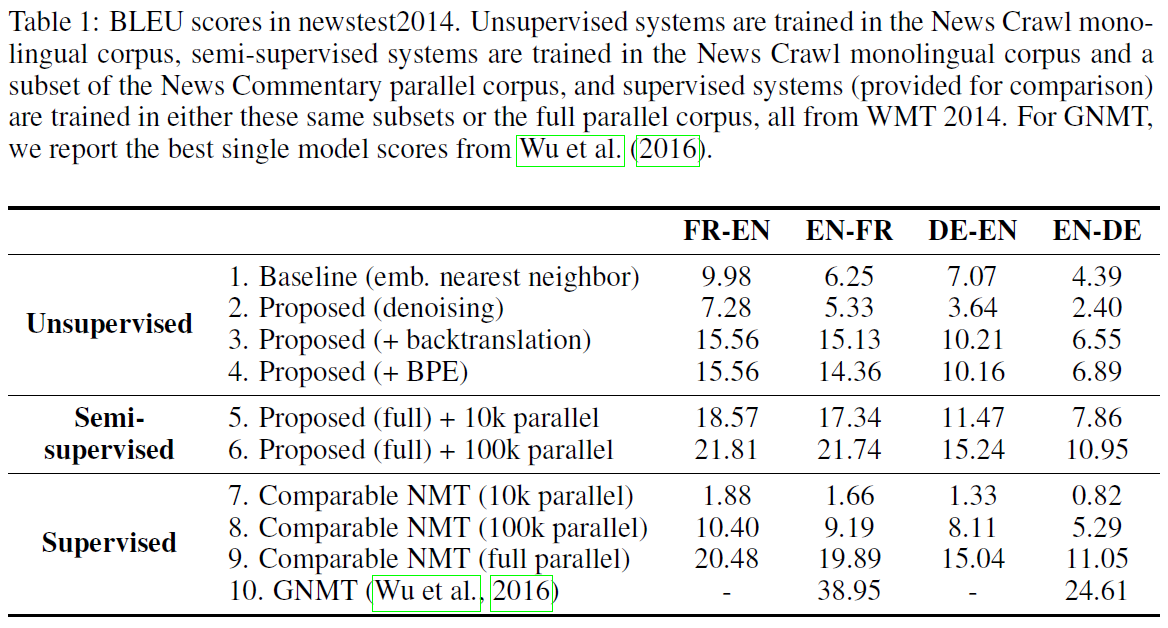 Table 1: BLEU scores in newstest2014. Unsupervised systems are trained in the News Crawl mono-
lingual corpus, semi-supervised systems are trained in the News Crawl monolingual corpus and a
subset of the News Commentary parallel corpus, and supervised systems (provided for comparison)
are trained in either these same subsets or the full parallel corpus, all from WMT 2014. For GNMT,
we report the best single model scores from Wu et al. (2016).
FR-EN EN-FR DE-EN EN-DE
Unsupervised
1. Baseline (emb. nearest neighbor) 9.98 6.25 7.07 4.39
2. Proposed (denoising) 7.28 5.33 3.64 2.40
3. Proposed (+ backtranslation) 15.56 15.13 10.21 6.55
4. Proposed (+ BPE) 15.56 14.36 10.16 6.89
Semi-
supervised
5. Proposed (full) + 10k parallel 18.57 17.34 11.47 7.86
6. Proposed (full) + 100k parallel 21.81 21.74 15.24 10.95
Supervised
7. Comparable NMT (10k parallel) 1.88 1.66 1.33 0.82
8. Comparable NMT (100k parallel) 10.40 9.19 8.11 5.29
9. Comparable NMT (full parallel) 20.48 19.89 15.04 11.05
10. GNMT (Wu et al., 2016) - 38.95 - 24.61